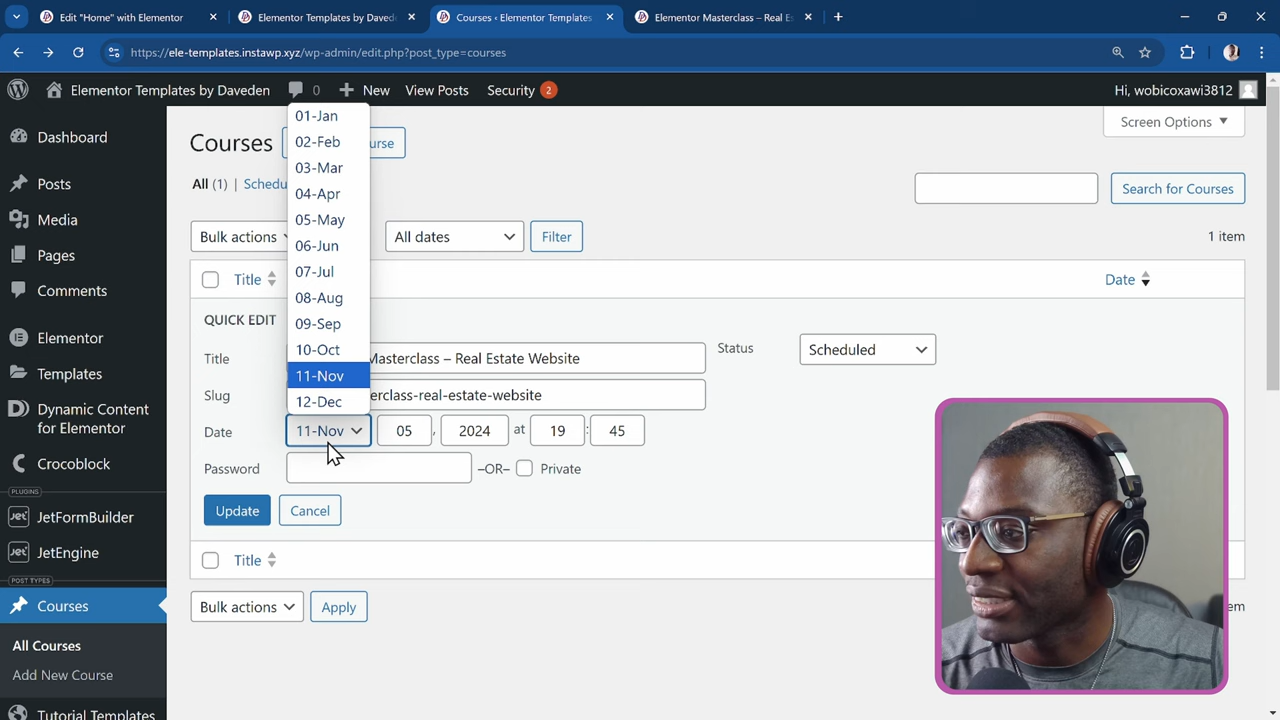 Edit "Home" with Elementor
Elementor Templates by Daveden
Courses ‹ Elementor Templates
Elementor Masterclass – Real Es
https://ele-templates.instawp.xyz/wp-admin/edit.php?post_type=courses
Elementor Templates by Daveden
0
New
View Posts
Security 2
Hi, wobicoxawi3812
Dashboard
Posts
Media
Pages
Comments
Elementor
Templates
Dynamic Content for Elementor
Crocoblock
PLUGINS
JetFormBuilder
JetEngine
POST TYPES
Courses
All Courses
Add New Course
Tutorial Templates
Courses
Screen Options
All (1) |
Search for Courses
Bulk actions
All dates
Filter
1 item
Title
Date
QUICK EDIT
Title
Masterclass – Real Estate Website
Status
Scheduled
Slug
erclass-real-estate-website
01-Jan
02-Feb
03-Mar
04-Apr
05-May
06-Jun
07-Jul
08-Aug
09-Sep
10-Oct
11-Nov
12-Dec
Date
11-Nov
05 , 2024 at 19 : 45
Password
–OR–
Private
Update
Cancel
Title
Bulk actions
Apply